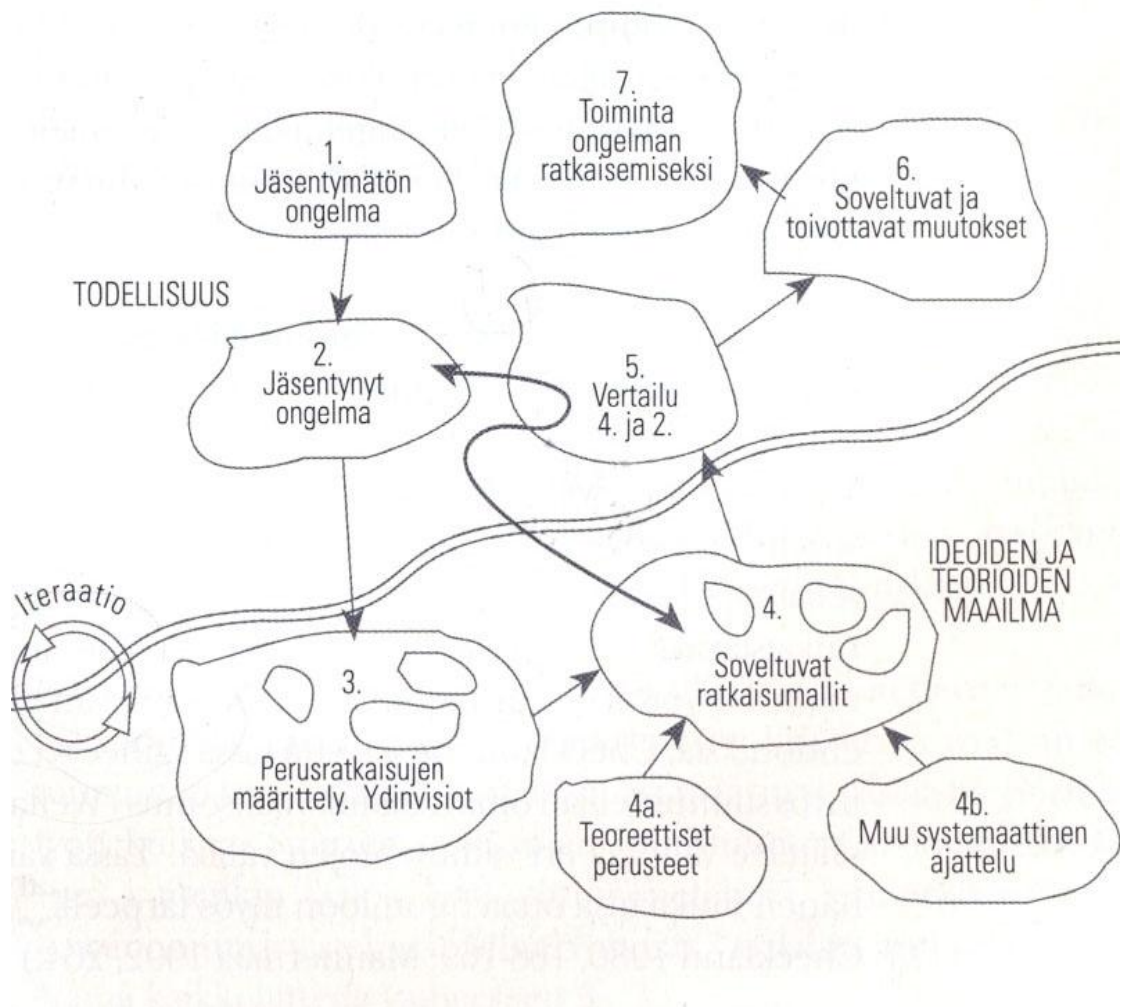 7.
Toiminta
ongelman
ratkaisemiseksi
1.
Jäsentymätön
ongelma
6.
Soveltuvat ja
toivottavat muutokset
TODELLISUUS
2.
Jäsentynyt
ongelma
5.
Vertailu
4. ja 2.
IDEOIDEN JA
TEORIOIDEN
MAAILMA
Iteraatio
3.
Perusratkaisujen
määrittely. Ydinvisiot
4.
Soveltuvat
ratkaisumallit
4a.
Teoreettiset
perusteet
4b.
Muu systemaattinen
ajattelu